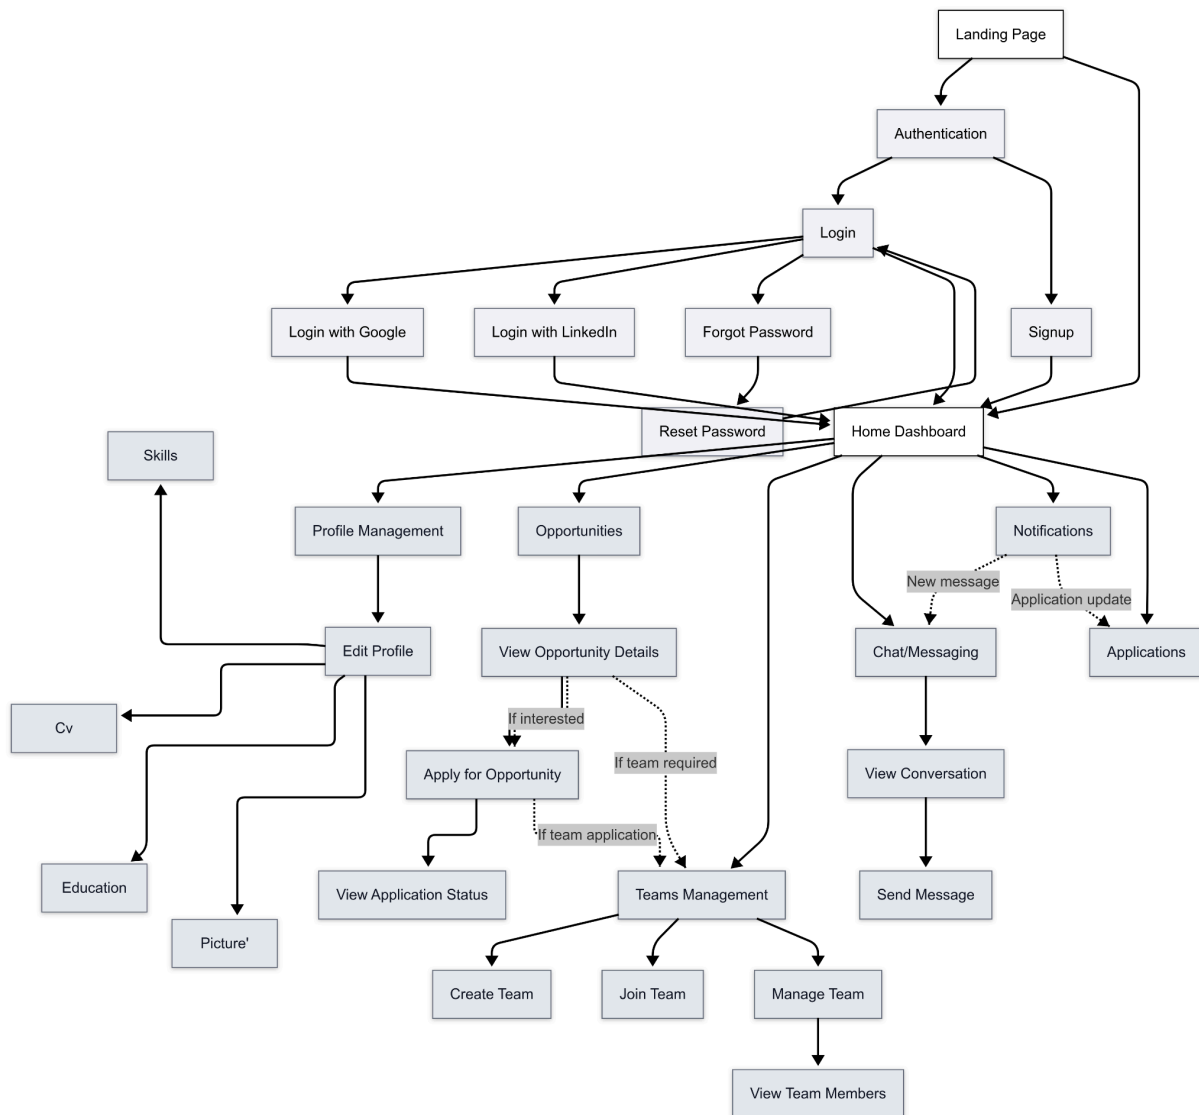 Landing Page
Authentication
Login
Login with Google
Login with LinkedIn
Forgot Password
Signup
Reset Password
Home Dashboard
Skills
Profile Management
Opportunities
Notifications
New message
Application update
Edit Profile
View Opportunity Details
Chat/Messaging
Applications
Cv
If interested
If team required
Apply for Opportunity
View Conversation
If team application
Education
View Application Status
Teams Management
Send Message
Picture'
Create Team
Join Team
Manage Team
View Team Members